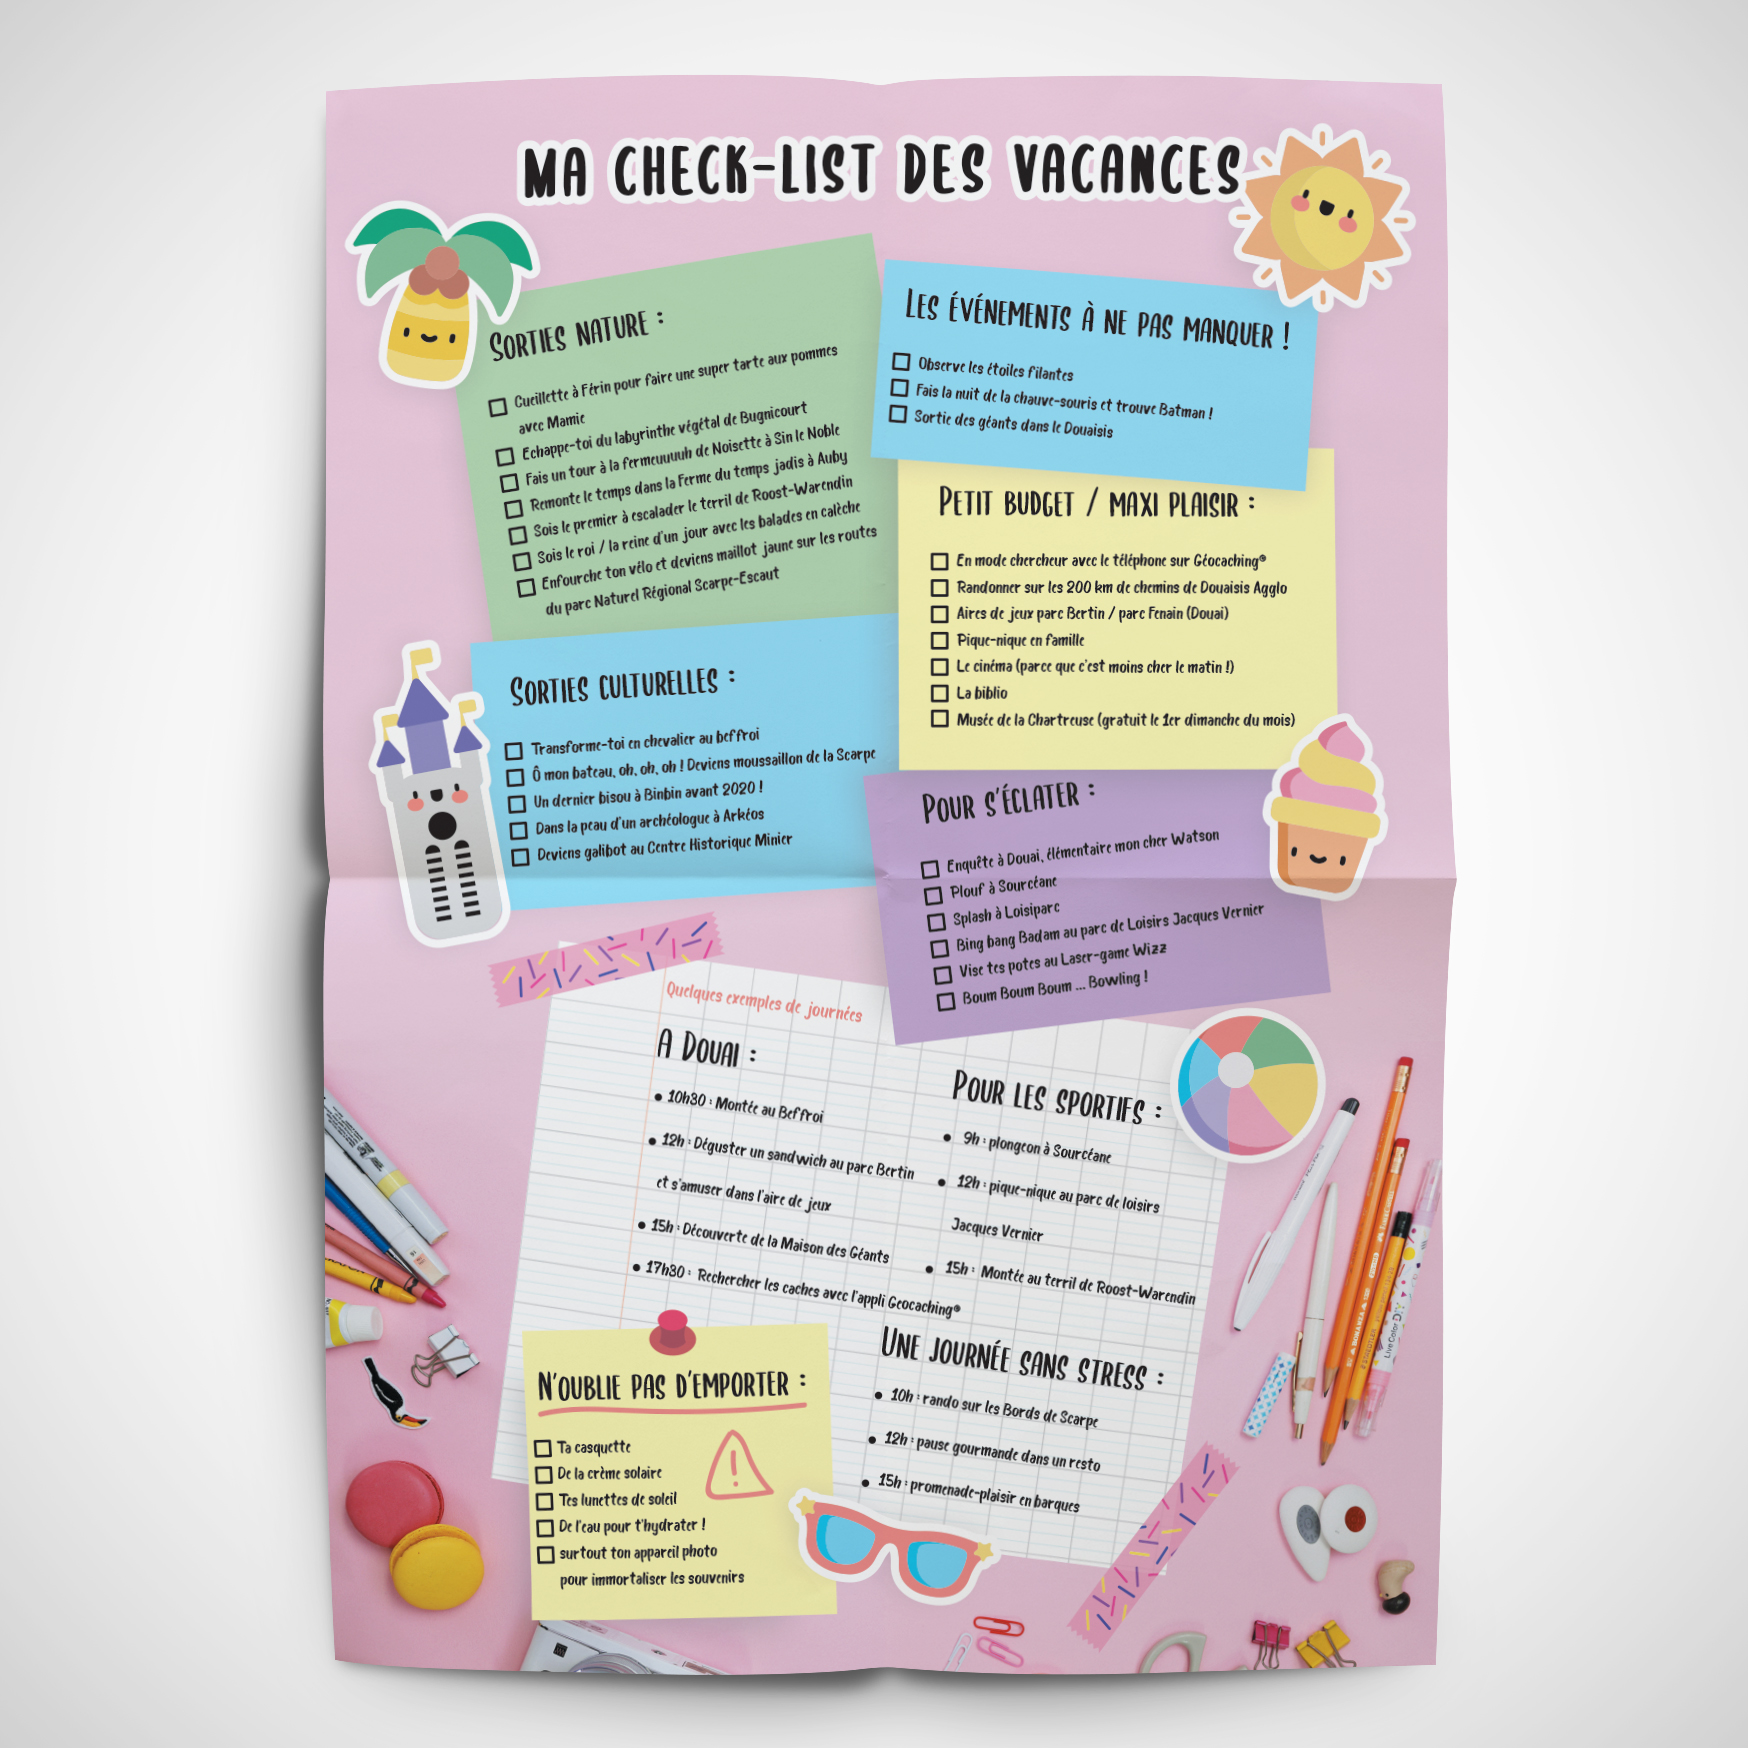 MA CHECK-LIST DES VACANCES
SORTIES NATURE :
Cueillette à Férin pour faire une super tarte aux pommes
avec Mamie
Echappe-toi du labyrinthe végétal de Bugnicourt
Fais un tour à la fermeuuuuh de Noisette à Sin le Noble
Remonte le temps dans la Ferme du temps jadis à Auby
Sois le premier à escalader le terril de Roost-Warendin
Sois le roi / la reine d'un jour avec les balades en calèche
Enfourche ton vélo et deviens maillot jaune sur les routes
du parc Naturel Régional Scarpe-Escaut
LES ÉVÉNEMENTS À NE PAS MANQUER !
Observe les étoiles filantes
Fais la nuit de la chauve-souris et trouve Batman !
Sortie des géants dans le Douaisis
PETIT BUDGET / MAXI PLAISIR :
En mode chercheur avec le téléphone sur Géocaching®
Randonner sur les 200 km de chemins de Douaisis Agglo
Aires de jeux parc Bertin / parc Fenain (Douai)
Pique-nique en famille
Le cinéma (parce que c'est moins cher le matin !)
La biblio
Musée de la Chartreuse (gratuit le 1er dimanche du mois)
SORTIES CULTURELLES :
Transforme-toi en chevalier au beffroi
Ô mon bateau, oh, oh, oh ! Deviens moussaillon de la Scarpe
Un dernier bisou à Binbin avant 2020 !
Dans la peau d'un archéologue à Arkéos
Deviens galibot au Centre Historique Minier
POUR S'ÉCLATER :
Enquête à Douai, élémentaire mon cher Watson
Plouf à Sourcéane
Splash à Loisiparc
Bing bang Badam au parc de Loisirs Jacques Vernier
Vise tes potes au Laser-game Wizz
Boum Boum Boum ... Bowling !
Quelques exemples de journées
A DOUAI :
10h30 : Montée au Beffroi
12h : Déguster un sandwich au parc Bertin
et s'amuser dans l'aire de jeux
15h : Découverte de la Maison des Géants
17h30 : Rechercher les caches avec l'appli Geocaching®
POUR LES SPORTIFS :
9h : plongeon à Sourcéane
12h : pique-nique au parc de loisirs
Jacques Vernier
15h : Montée au terril de Roost-Warendin
UNE JOURNÉE SANS STRESS :
10h : rando sur les Bords de Scarpe
12h : pause gourmande dans un resto
15h : promenade-plaisir en barques
N'OUBLIE PAS D'EMPORTER :
Ta casquette
De la crème solaire
Tes lunettes de soleil
De l'eau pour t'hydrater !
surtout ton appareil photo
pour immortaliser les souvenirs
LiveColor DIY